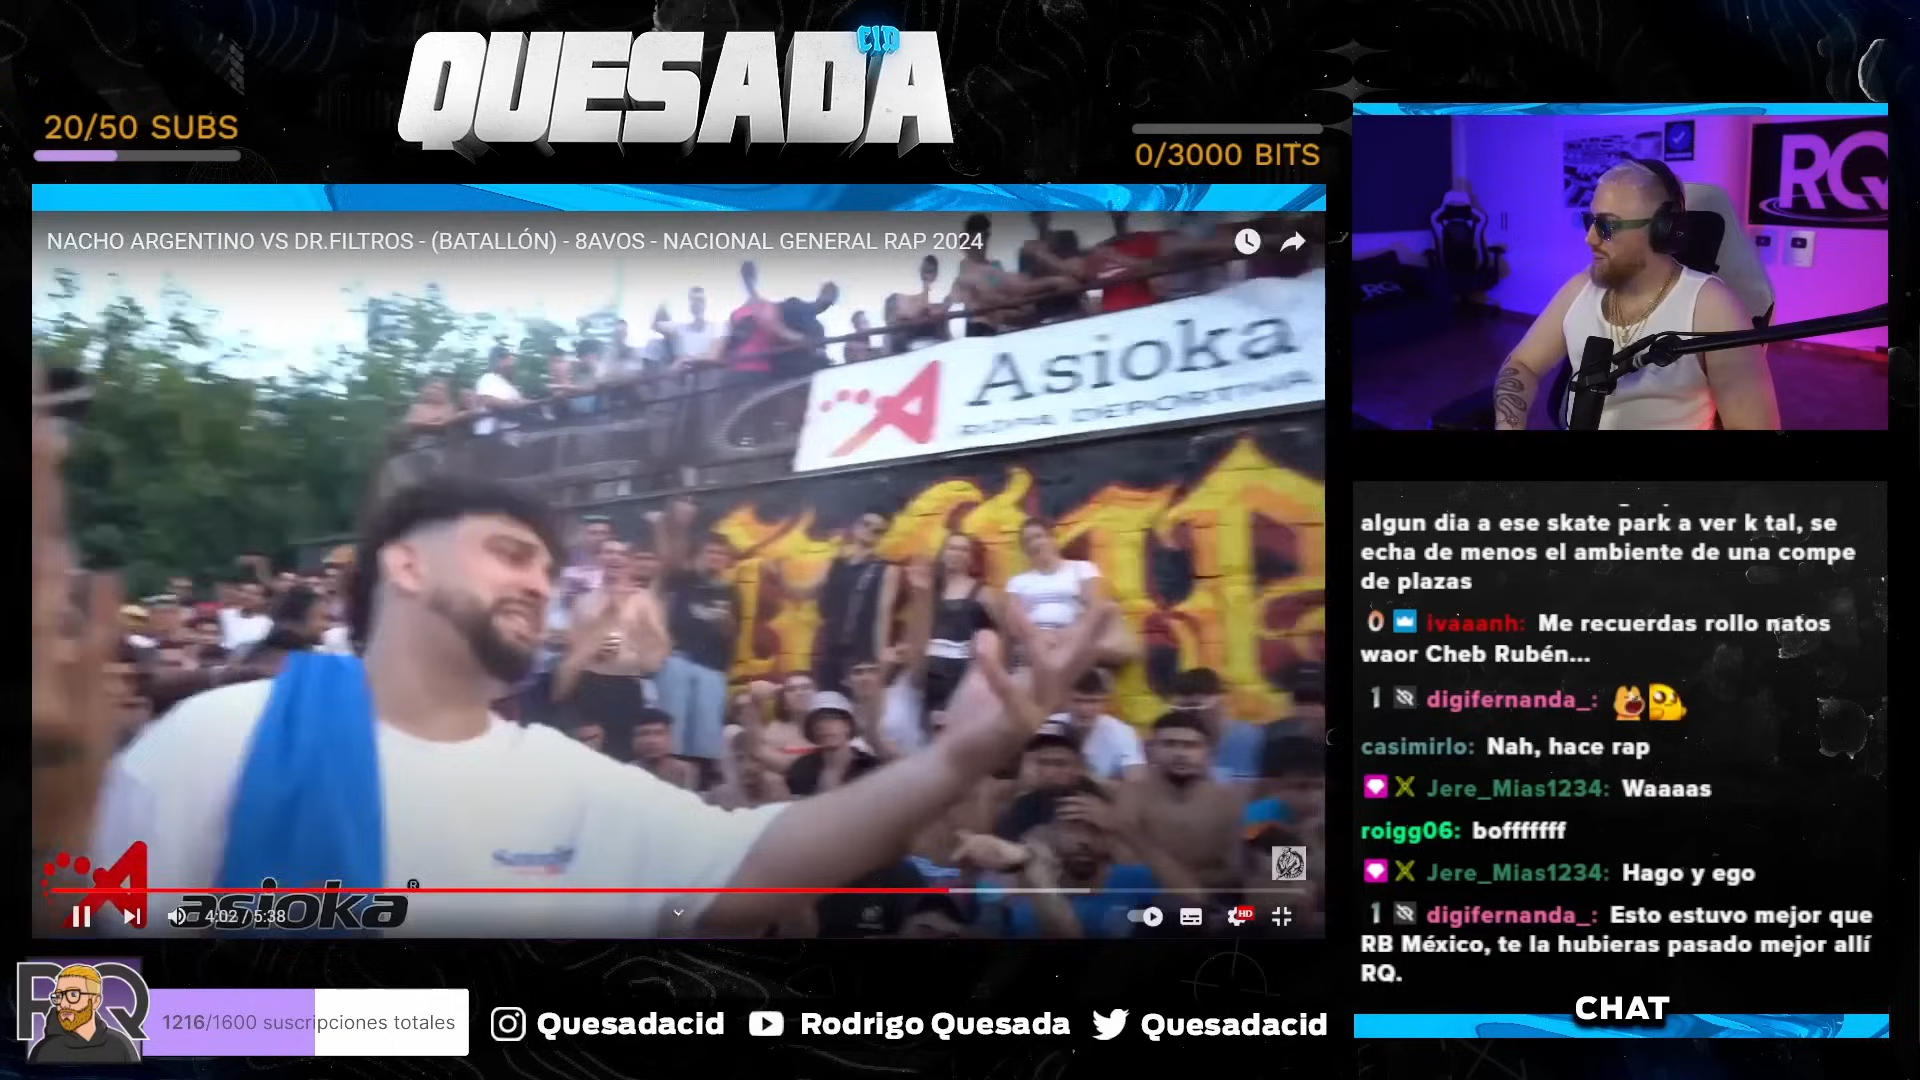 QUESADA
CID
20/50 SUBS
0/3000 BITS
NACHO ARGENTINO VS DR.FILTROS - (BATALLÓN) - 8AVOS - NACIONAL GENERAL RAP 2024
Asioka
ROPA DEPORTIVA
RQ
asioka®
4:02 / 5:38
HD
algun dia a ese skate park a ver k tal, se
echa de menos el ambiente de una compe
de plazas
ivaaanh: Me recuerdas rollo natos
waor Cheb Rubén...
1 digifernanda_:
casimirlo: Nah, hace rap
Jere_Mias1234: Waaaas
roigg06: bofffffff
Jere_Mias1234: Hago y ego
1 digifernanda_: Esto estuvo mejor que
RB México, te la hubieras pasado mejor allí
RQ.
CHAT
RQ
1216/1600 suscripciones totales
Quesadacid
Rodrigo Quesada
Quesadacid